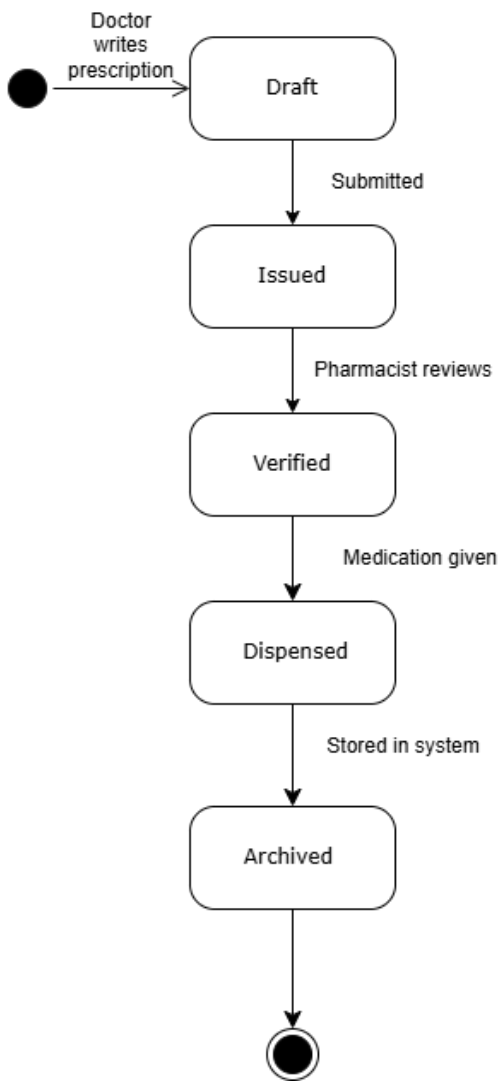 Doctor
writes
prescription
Draft
Submitted
Issued
Pharmacist reviews
Verified
Medication given
Dispensed
Stored in system
Archived